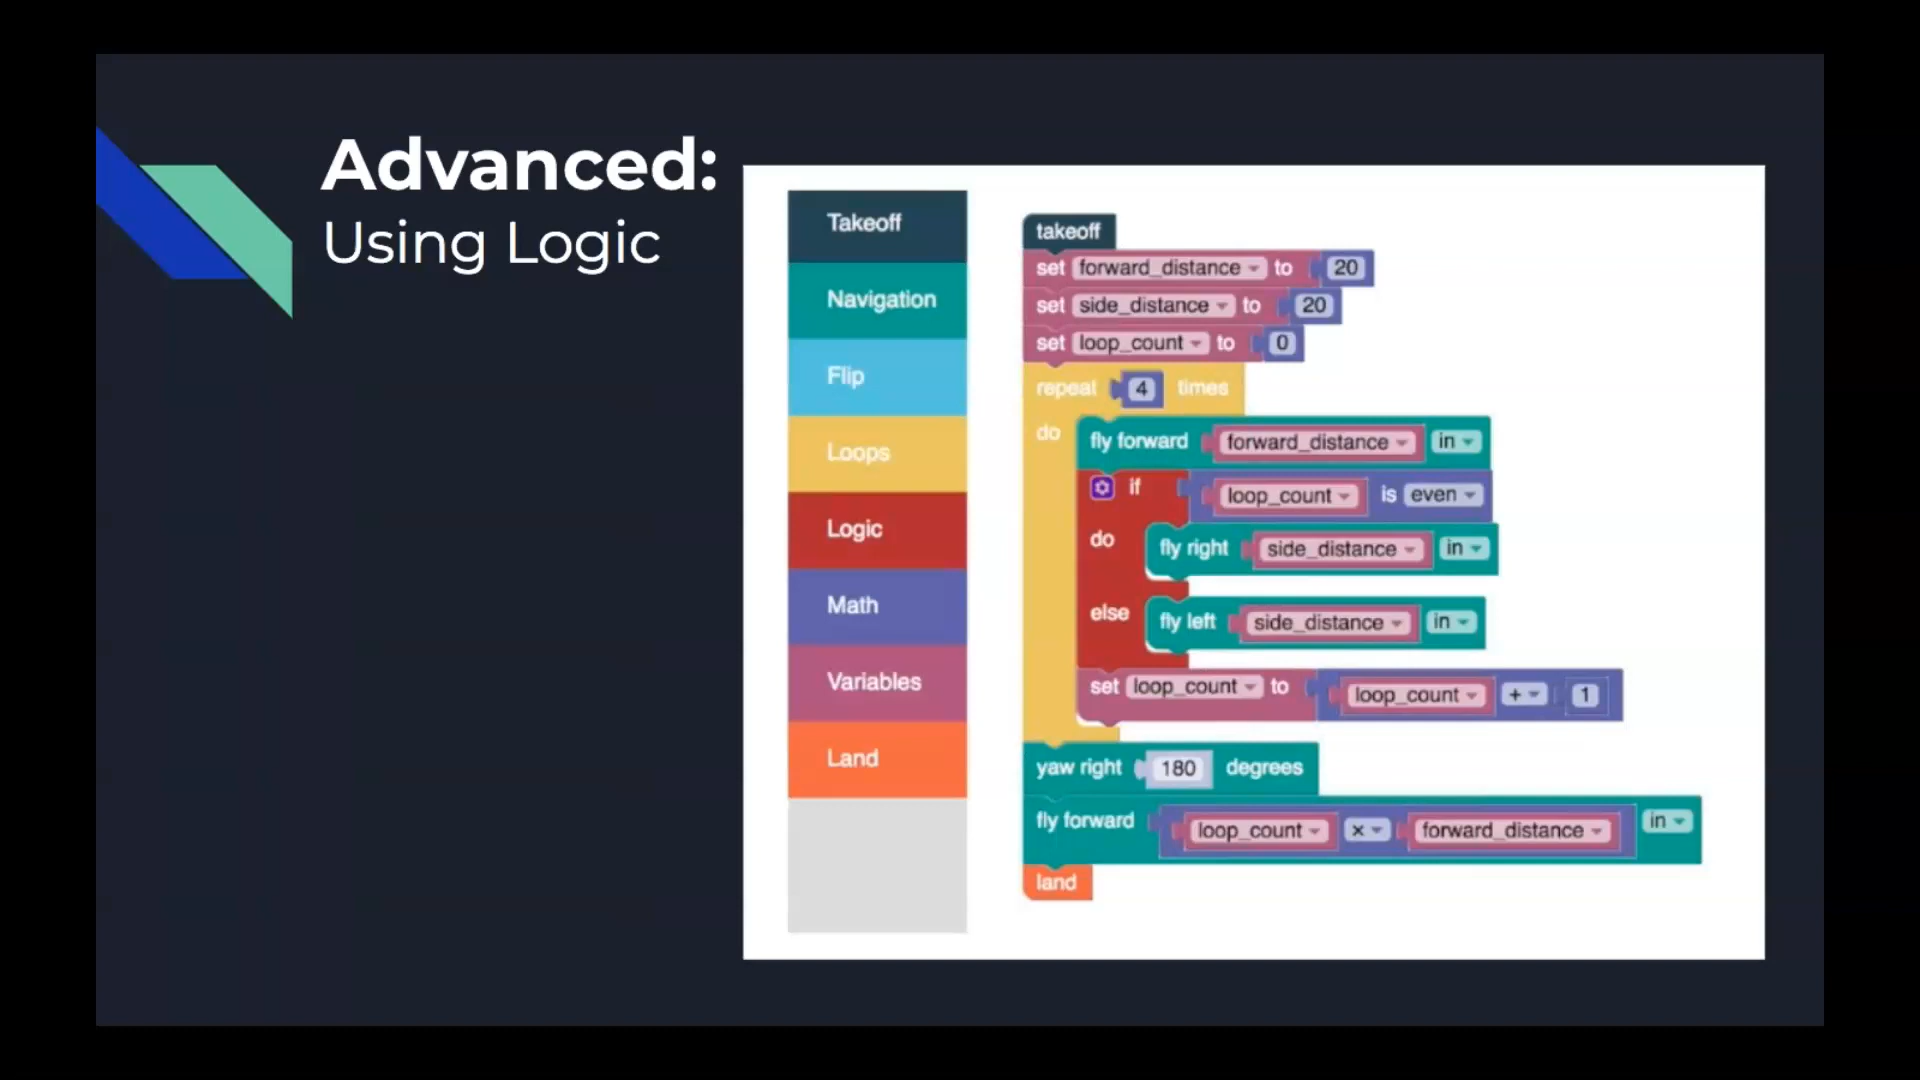 Advanced:
Using Logic
Takeoff
Navigation
Flip
Loops
Logic
Math
Variables
Land
takeoff
set forward_distance to 20
set side_distance to 20
set loop_count to 0
repeat 4 times
do fly forward forward_distance in
if loop_count is even
do fly right side_distance in
else fly left side_distance in
set loop_count to loop_count + 1
yaw right 180 degrees
fly forward loop_count × forward_distance in
land